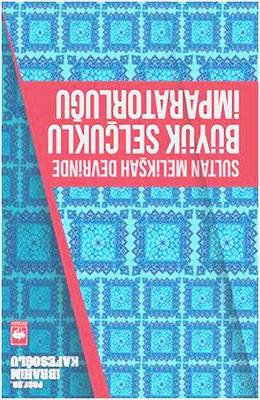 PROF. DR.
İBRAHİM
KAFESOĞLU
SULTAN MELİKŞAH DEVRİNDE
BÜYÜK SELÇUKLU
İMPARATORLUĞU